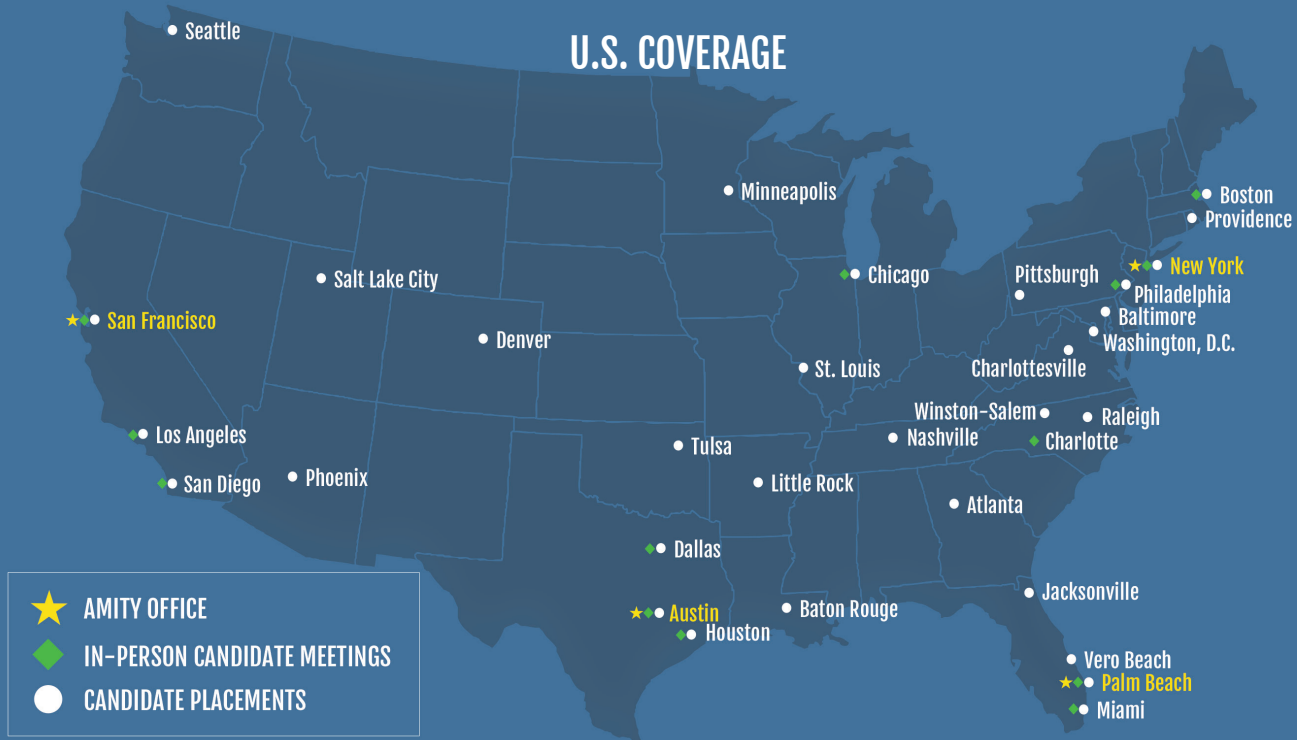 U.S. COVERAGE
Seattle
Minneapolis
Boston
Providence
New York
Chicago
Pittsburgh
Salt Lake City
Philadelphia
Baltimore
San Francisco
Denver
Washington, D.C.
St. Louis
Charlottesville
Winston-Salem
Raleigh
Los Angeles
Nashville
Charlotte
Tulsa
Phoenix
San Diego
Little Rock
Atlanta
Dallas
Jacksonville
Baton Rouge
Austin
Houston
Vero Beach
Palm Beach
Miami
AMITY OFFICE
IN-PERSON CANDIDATE MEETINGS
CANDIDATE PLACEMENTS